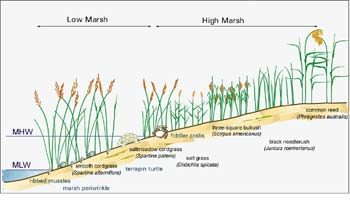 Low Marsh
High Marsh
common reed
(Phragmites australis)
MHW
fiddler crabs
three-square bulrush
(Scirpus americanus)
saltmeadow cordgrass
(Spartina patens)
black needlerush
(Juncus roemerianus)
MLW
smooth cordgrass
(Spartina alterniflora)
terrapin turtle
salt grass
(Distichlis spicata)
ribbed mussles
marsh periwinkle